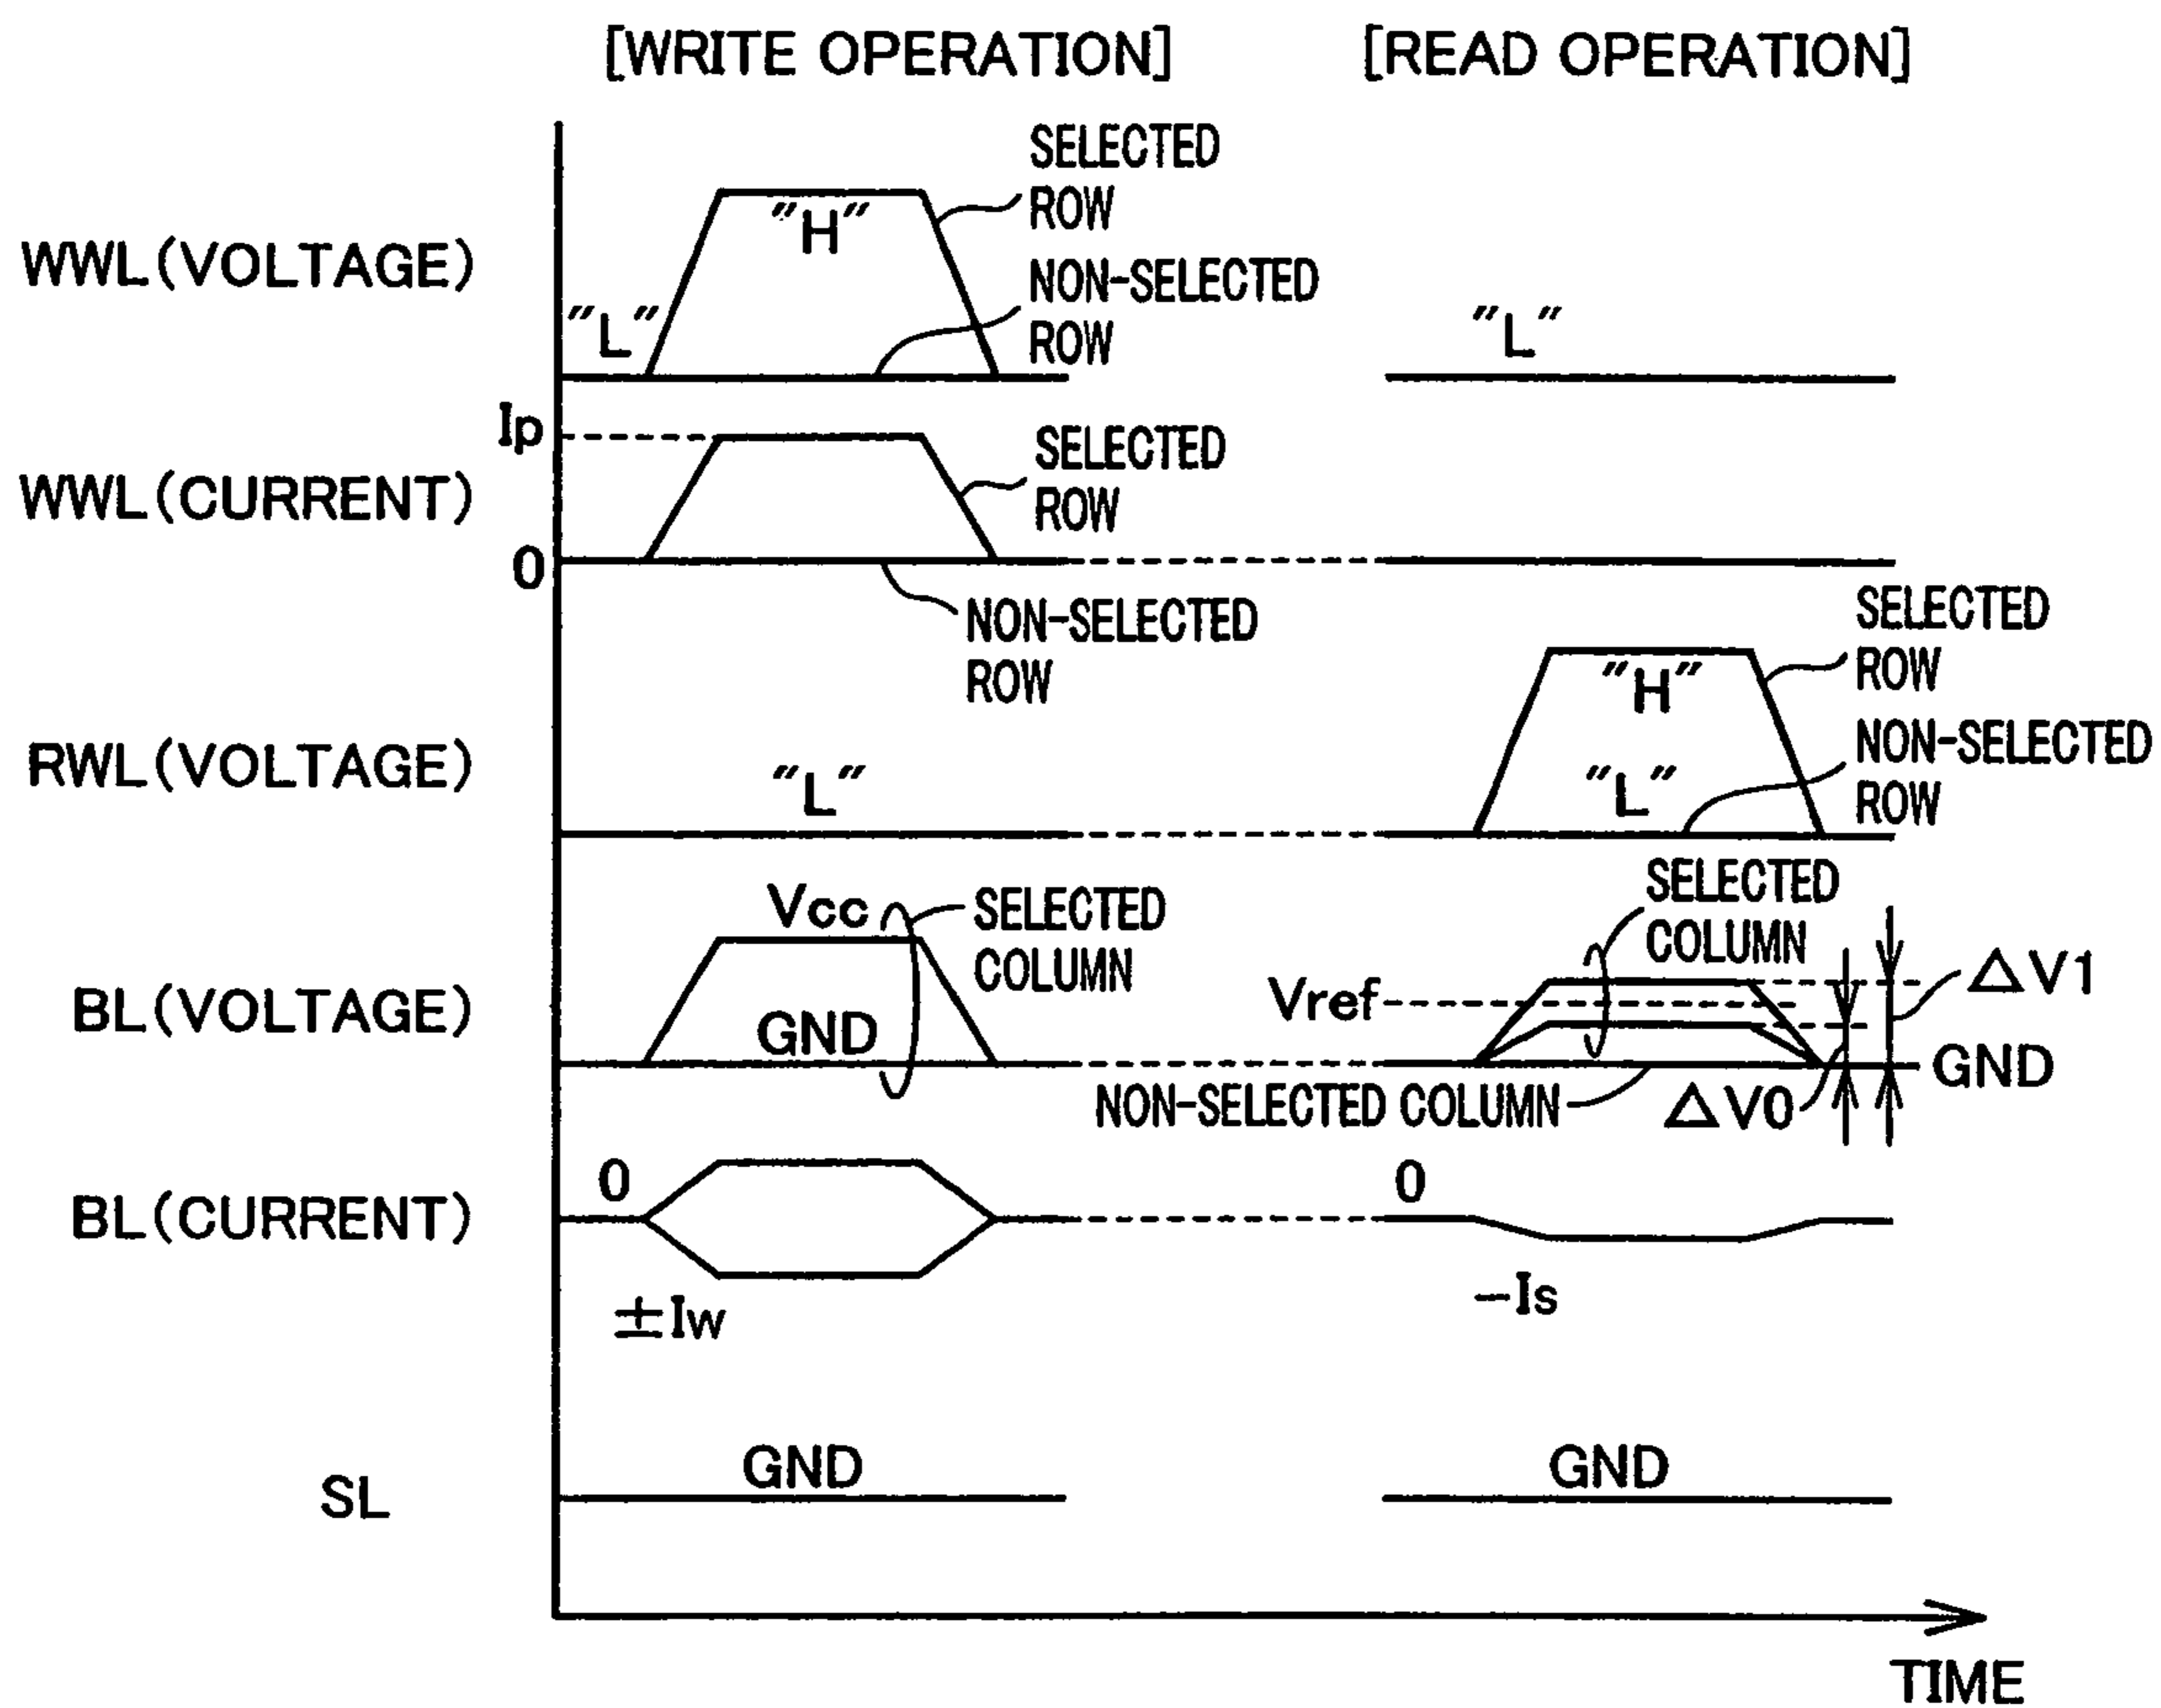 [WRITE OPERATION]
[READ OPERATION]
SELECTED
ROW
"H"
WWL(VOLTAGE)
NON-SELECTED
ROW
"L"
"L"
Ip
SELECTED
ROW
WWL(CURRENT)
0
NON-SELECTED
ROW
SELECTED
ROW
"H"
NON-SELECTED
ROW
RWL(VOLTAGE)
"L"
"L"
Vcc
SELECTED
COLUMN
SELECTED
COLUMN
BL(VOLTAGE)
GND
Vref
△V1
GND
NON-SELECTED COLUMN
△V0
0
0
BL(CURRENT)
±Iw
-Is
GND
GND
SL
TIME